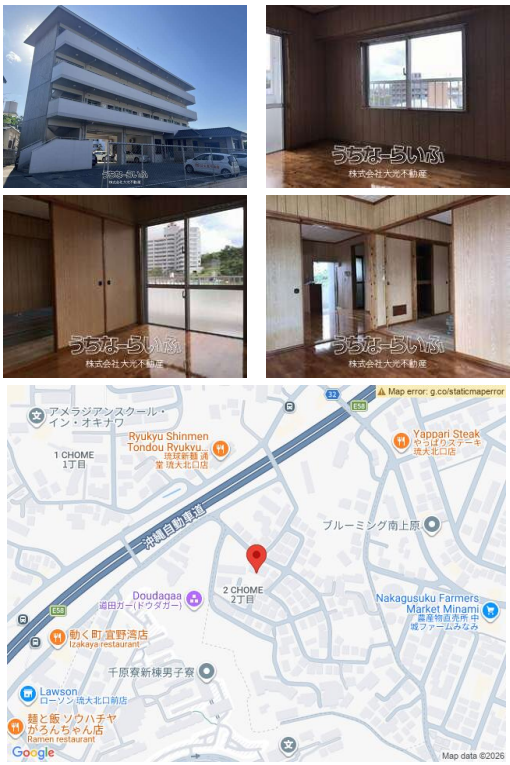 うちなーらいふ
株式会社大光不動産
うちなーらいふ
株式会社大光不動産
うちなーらいふ
株式会社大光不動産
うちなーらいふ
株式会社大光不動産
Map error: g.co/staticmaperror
32
E58
アメラジアンスクール・
イン・オキナワ
Ryukyu Shinmen
Tondou Ryukyu...
琉球新麺 通
堂 琉大北口店
Yappari Steak
やっぱりステーキ
琉大北口店
1 CHOME
1丁目
沖縄自動車道
ブルーミング南上原
2 CHOME
2丁目
Doudagaa
道田ガー(ドウダガー)
Nakagusuku Farmers
Market Minami
農産物直売所 中
城ファームみなみ
E58
動く町 宜野湾店
Izakaya restaurant
千原寮新棟男子寮
Lawson
ローソン 琉大北口前店
麺と飯 ソウハチヤ
がろんちゃん店
Ramen restaurant
Google
Map data ©2026